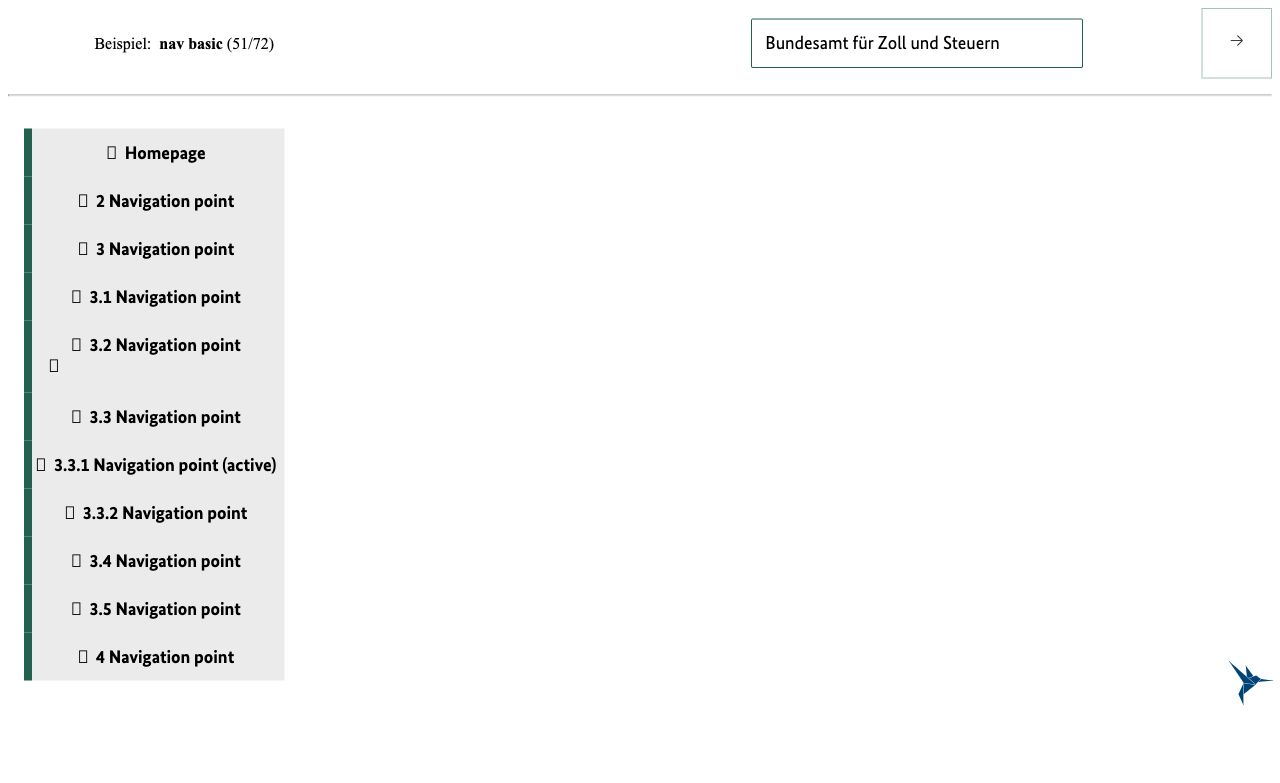 Beispiel: nav basic (51/72)
Bundesamt für Zoll und Steuern
→
Homepage
2 Navigation point
3 Navigation point
3.1 Navigation point
3.2 Navigation point
3.3 Navigation point
3.3.1 Navigation point (active)
3.3.2 Navigation point
3.4 Navigation point
3.5 Navigation point
4 Navigation point